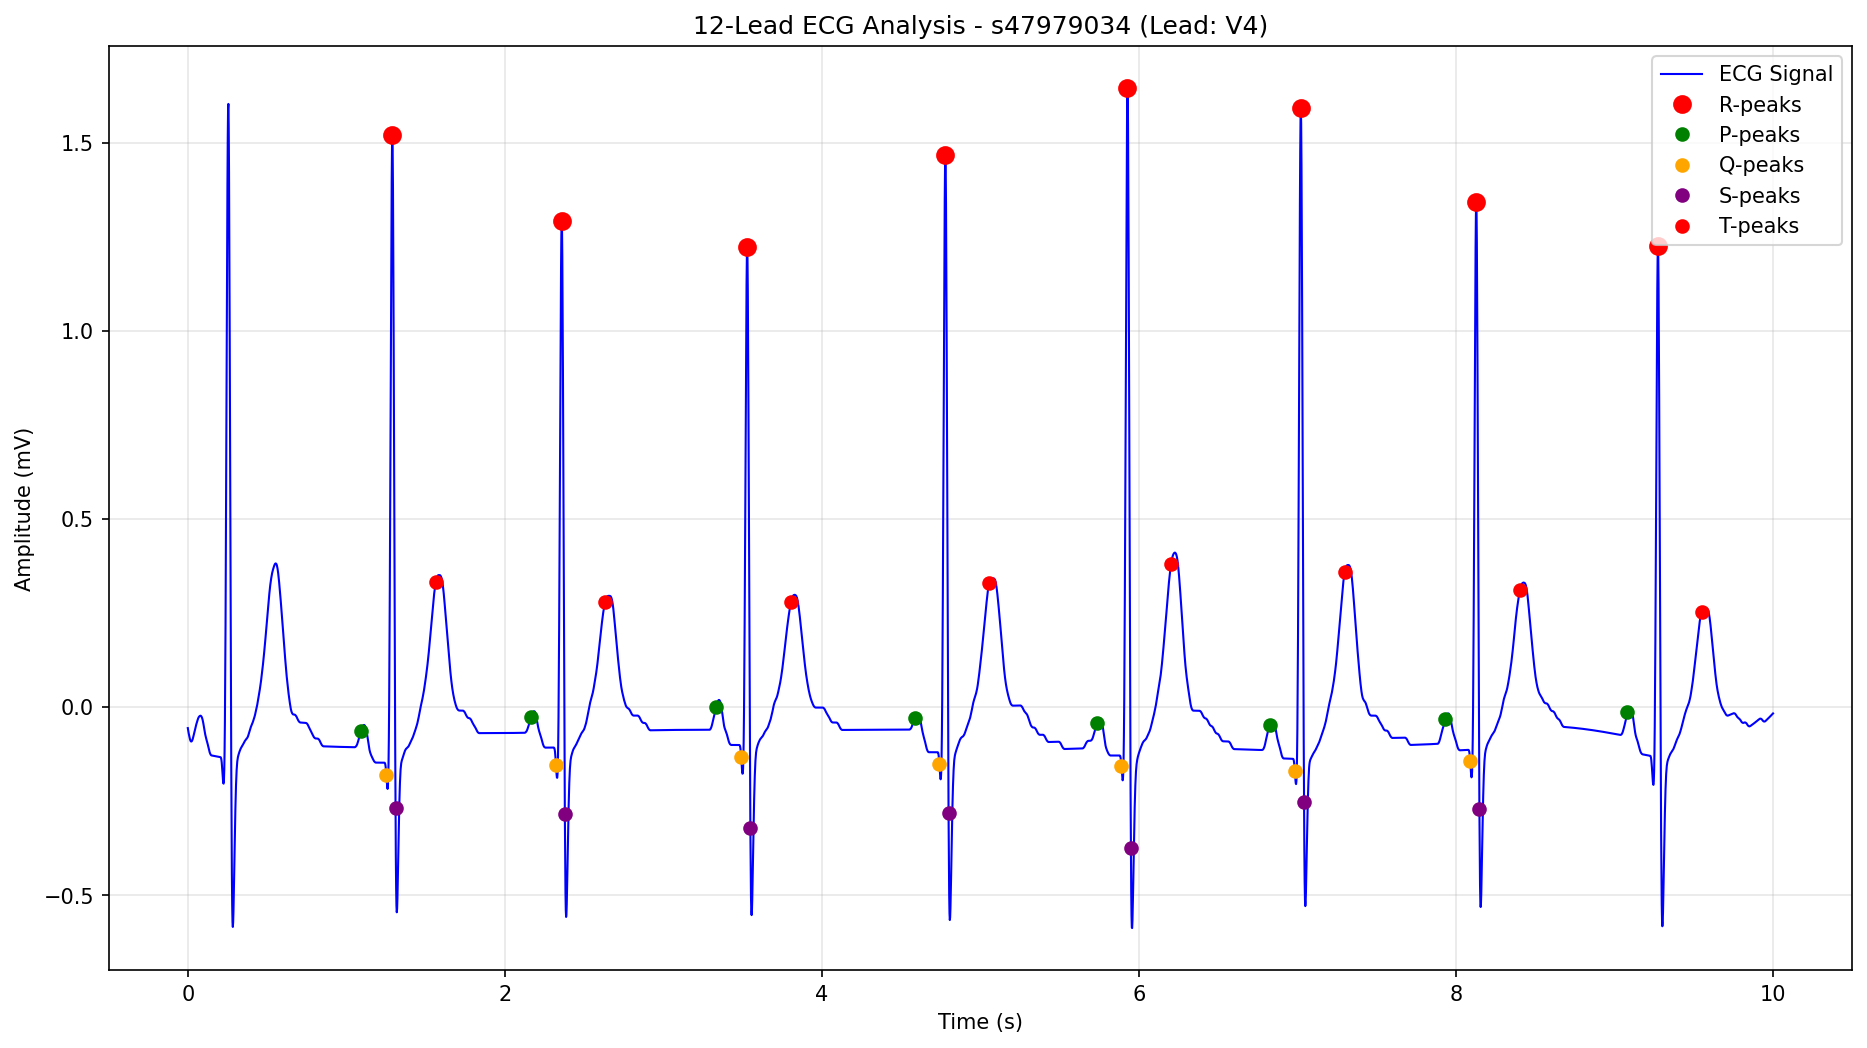 12-Lead ECG Analysis - s47979034 (Lead: V4)
ECG Signal
R-peaks
P-peaks
Q-peaks
S-peaks
T-peaks
Amplitude (mV)
1.5
1.0
0.5
0.0
−0.5
0
2
4
6
8
10
Time (s)